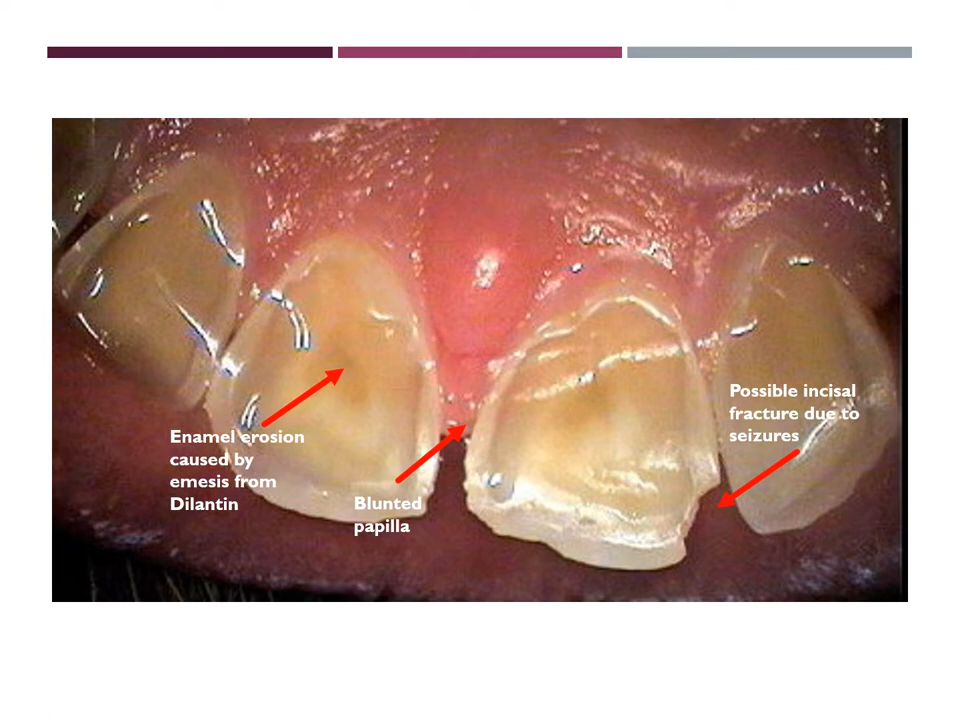 Enamel erosion
caused by
emesis from
Dilantin
Blunted
papilla
Possible incisal
fracture due to
seizures